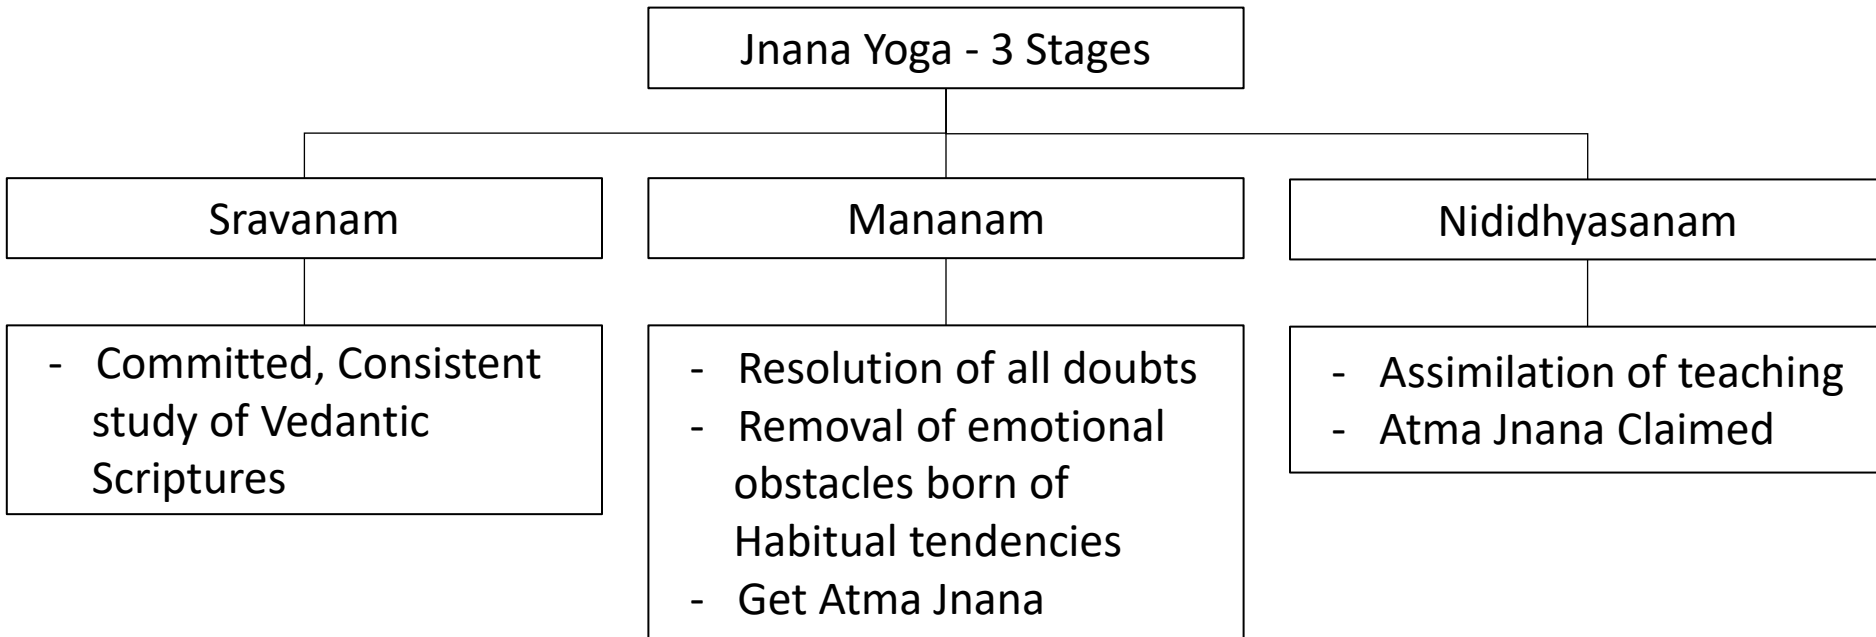 Jnana Yoga - 3 Stages
Sravanam
Mananam
Nididhyasanam
- Committed, Consistent
study of Vedantic
Scriptures
- Resolution of all doubts
- Removal of emotional
obstacles born of
Habitual tendencies
- Get Atma Jnana
- Assimilation of teaching
- Atma Jnana Claimed